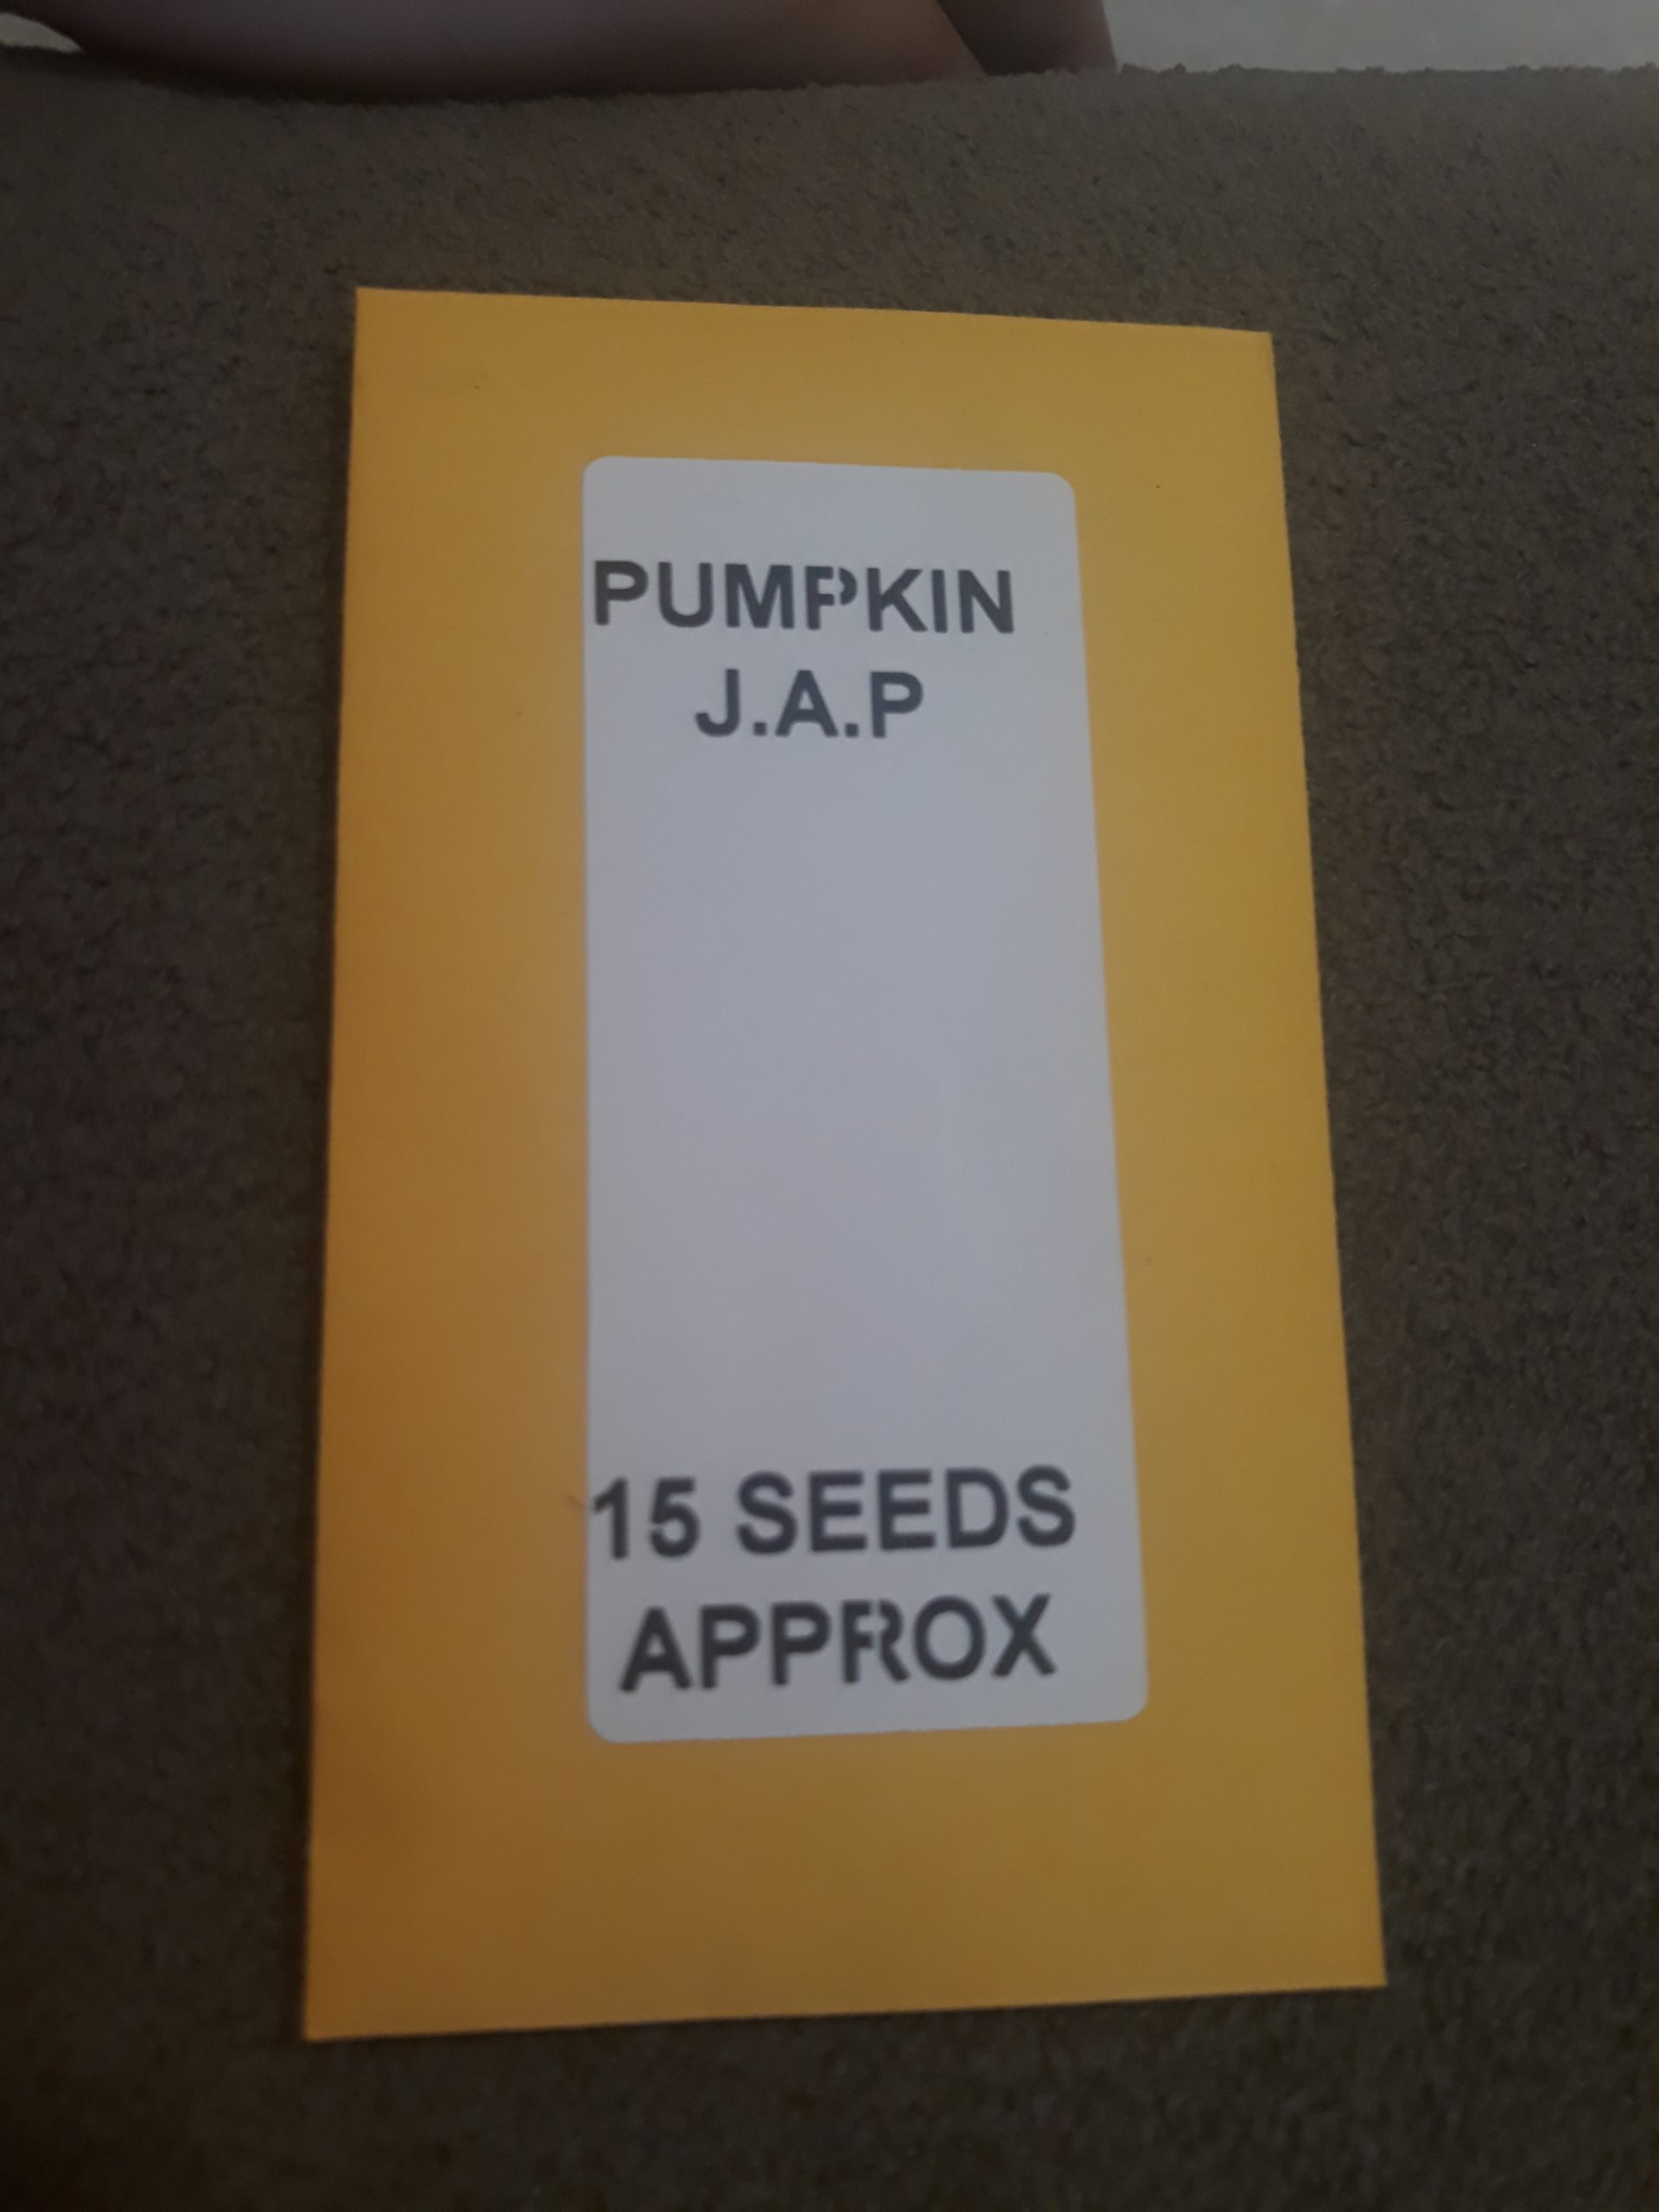 PUMPKIN
J.A.P
15 SEEDS
APPROX